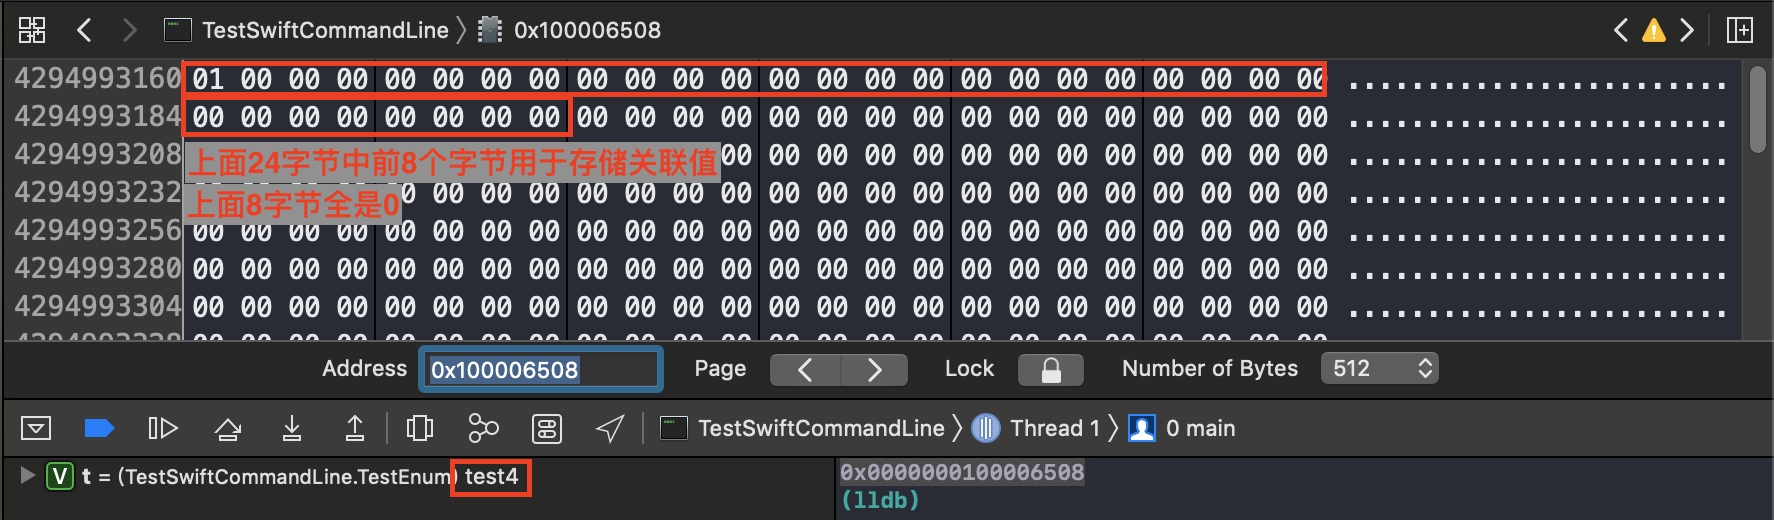 TestSwiftCommandLine 〉 0x100006508
4294993160 01 00 00 00 00 00 00 00 00 00 00 00 00 00 00 00 00 00 00 00 00 00 00 00 ........................
4294993184 00 00 00 00 00 00 00 00 00 00 00 00 00 00 00 00 00 00 00 00 00 00 00 00 ........................
4294993208 上面24字节中前8个字节用于存储关联值 00 00 00 00 00 00 00 00 00 00 00 00 00 ........................
4294993232 00 00 00 00 00 00 00 00 00 00 00 00 00 00 00 00 00 00 00 00 ........................
上面8字节全是0
4294993256 00 00 00 00 00 00 00 00 00 00 00 00 00 00 00 00 00 00 00 00 00 00 00 00 ........................
4294993280 00 00 00 00 00 00 00 00 00 00 00 00 00 00 00 00 00 00 00 00 00 00 00 00 ........................
4294993304 00 00 00 00 00 00 00 00 00 00 00 00 00 00 00 00 00 00 00 00 00 00 00 00 ........................
Address 0x100006508 Page Lock Number of Bytes 512
TestSwiftCommandLine 〉 Thread 1 〉 0 main
V t = (TestSwiftCommandLine.TestEnum) test4
0x0000000100006508
(lldb)